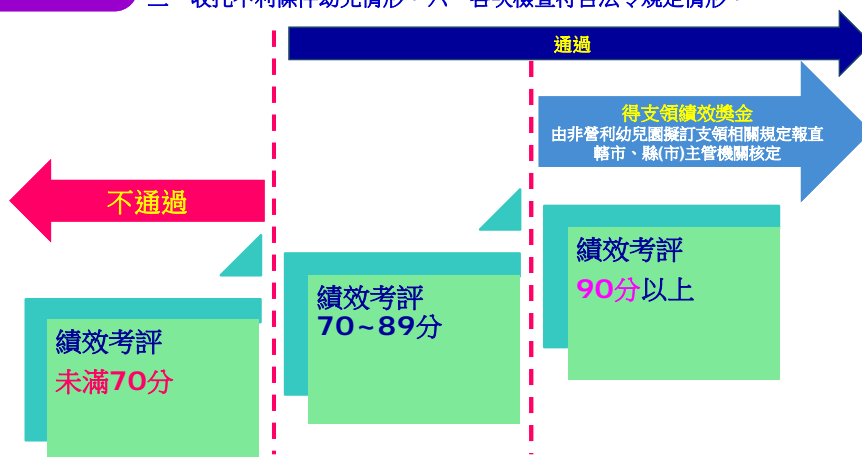 通過
得支領績效獎金
由非營利幼兒園擬訂支領相關規定報直
轄市、縣(市)主管機關核定
不通過
績效考評
90分以上
績效考評
70~89分
績效考評
未滿70分